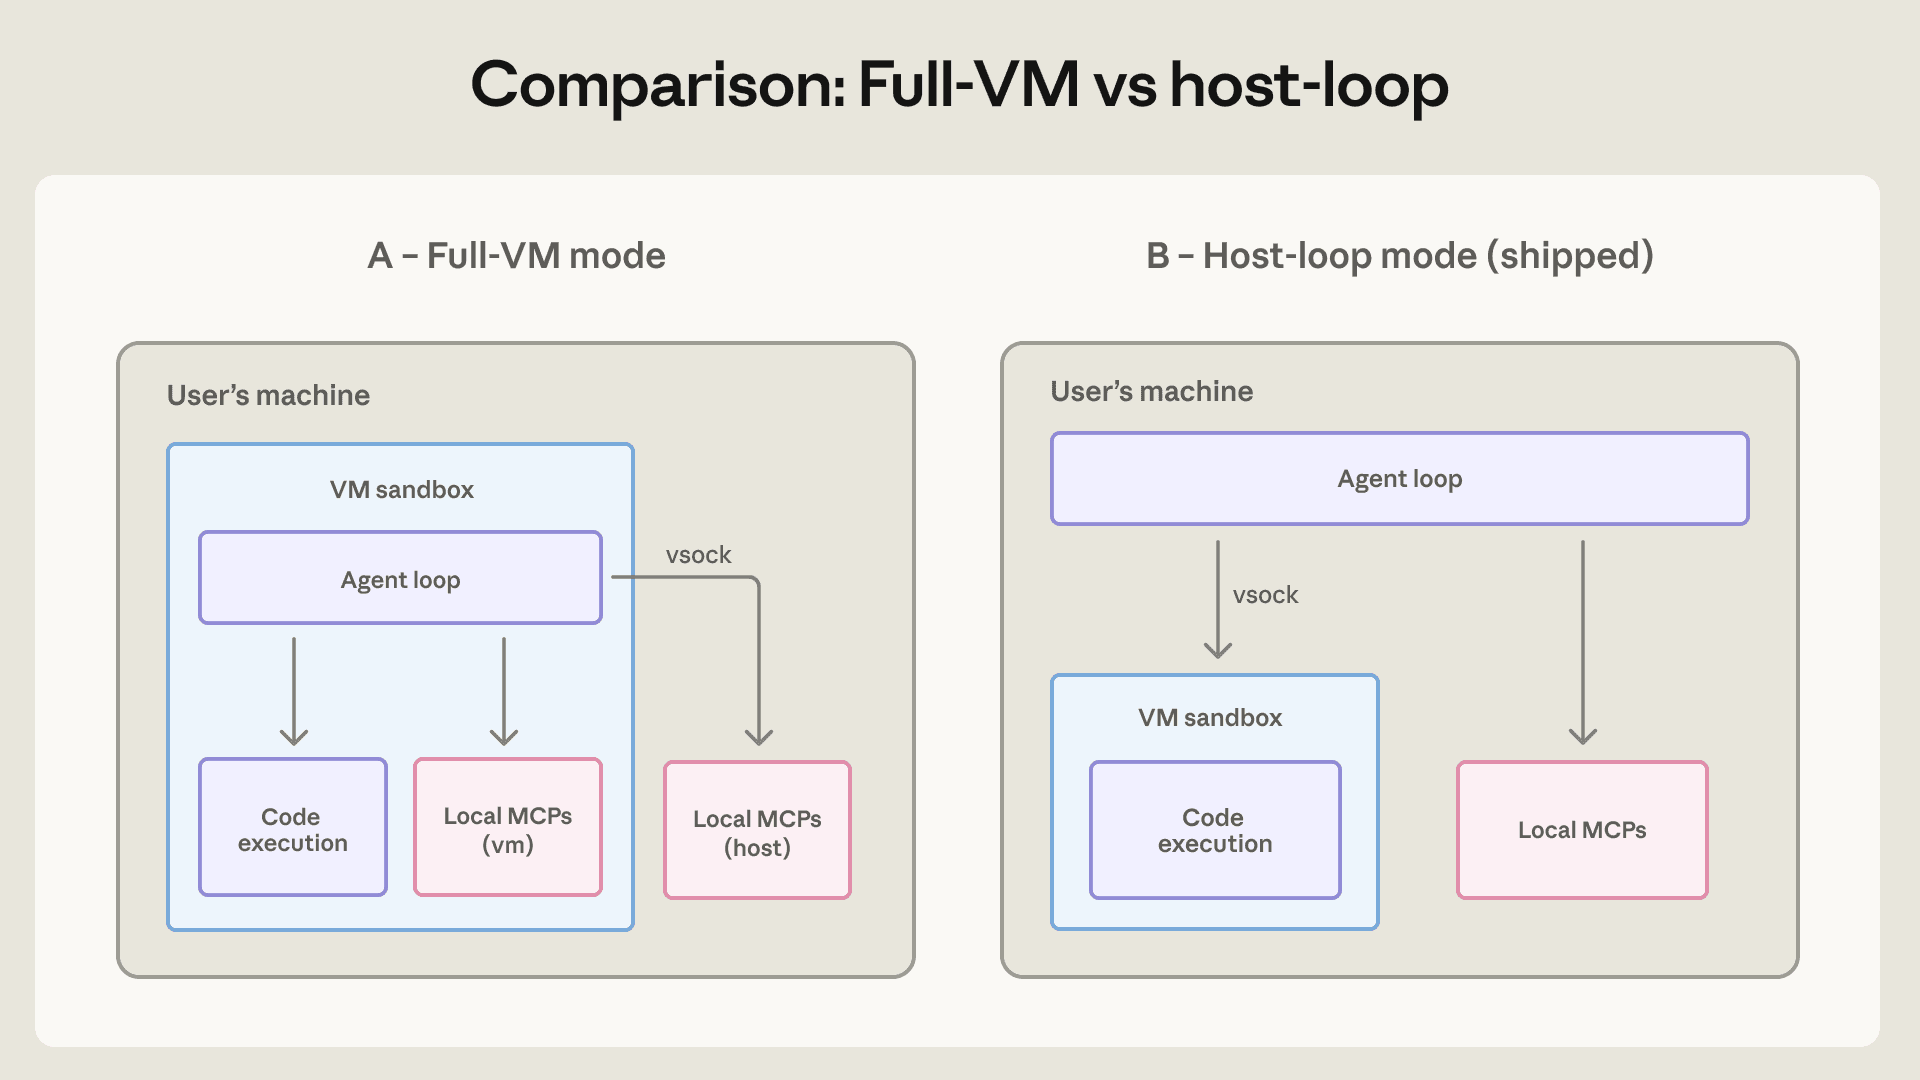 Comparison: Full-VM vs host-loop
A – Full-VM mode
User’s machine
VM sandbox
Agent loop
vsock
Code
execution
Local MCPs
(vm)
Local MCPs
(host)
B – Host-loop mode (shipped)
User’s machine
Agent loop
vsock
VM sandbox
Code
execution
Local MCPs